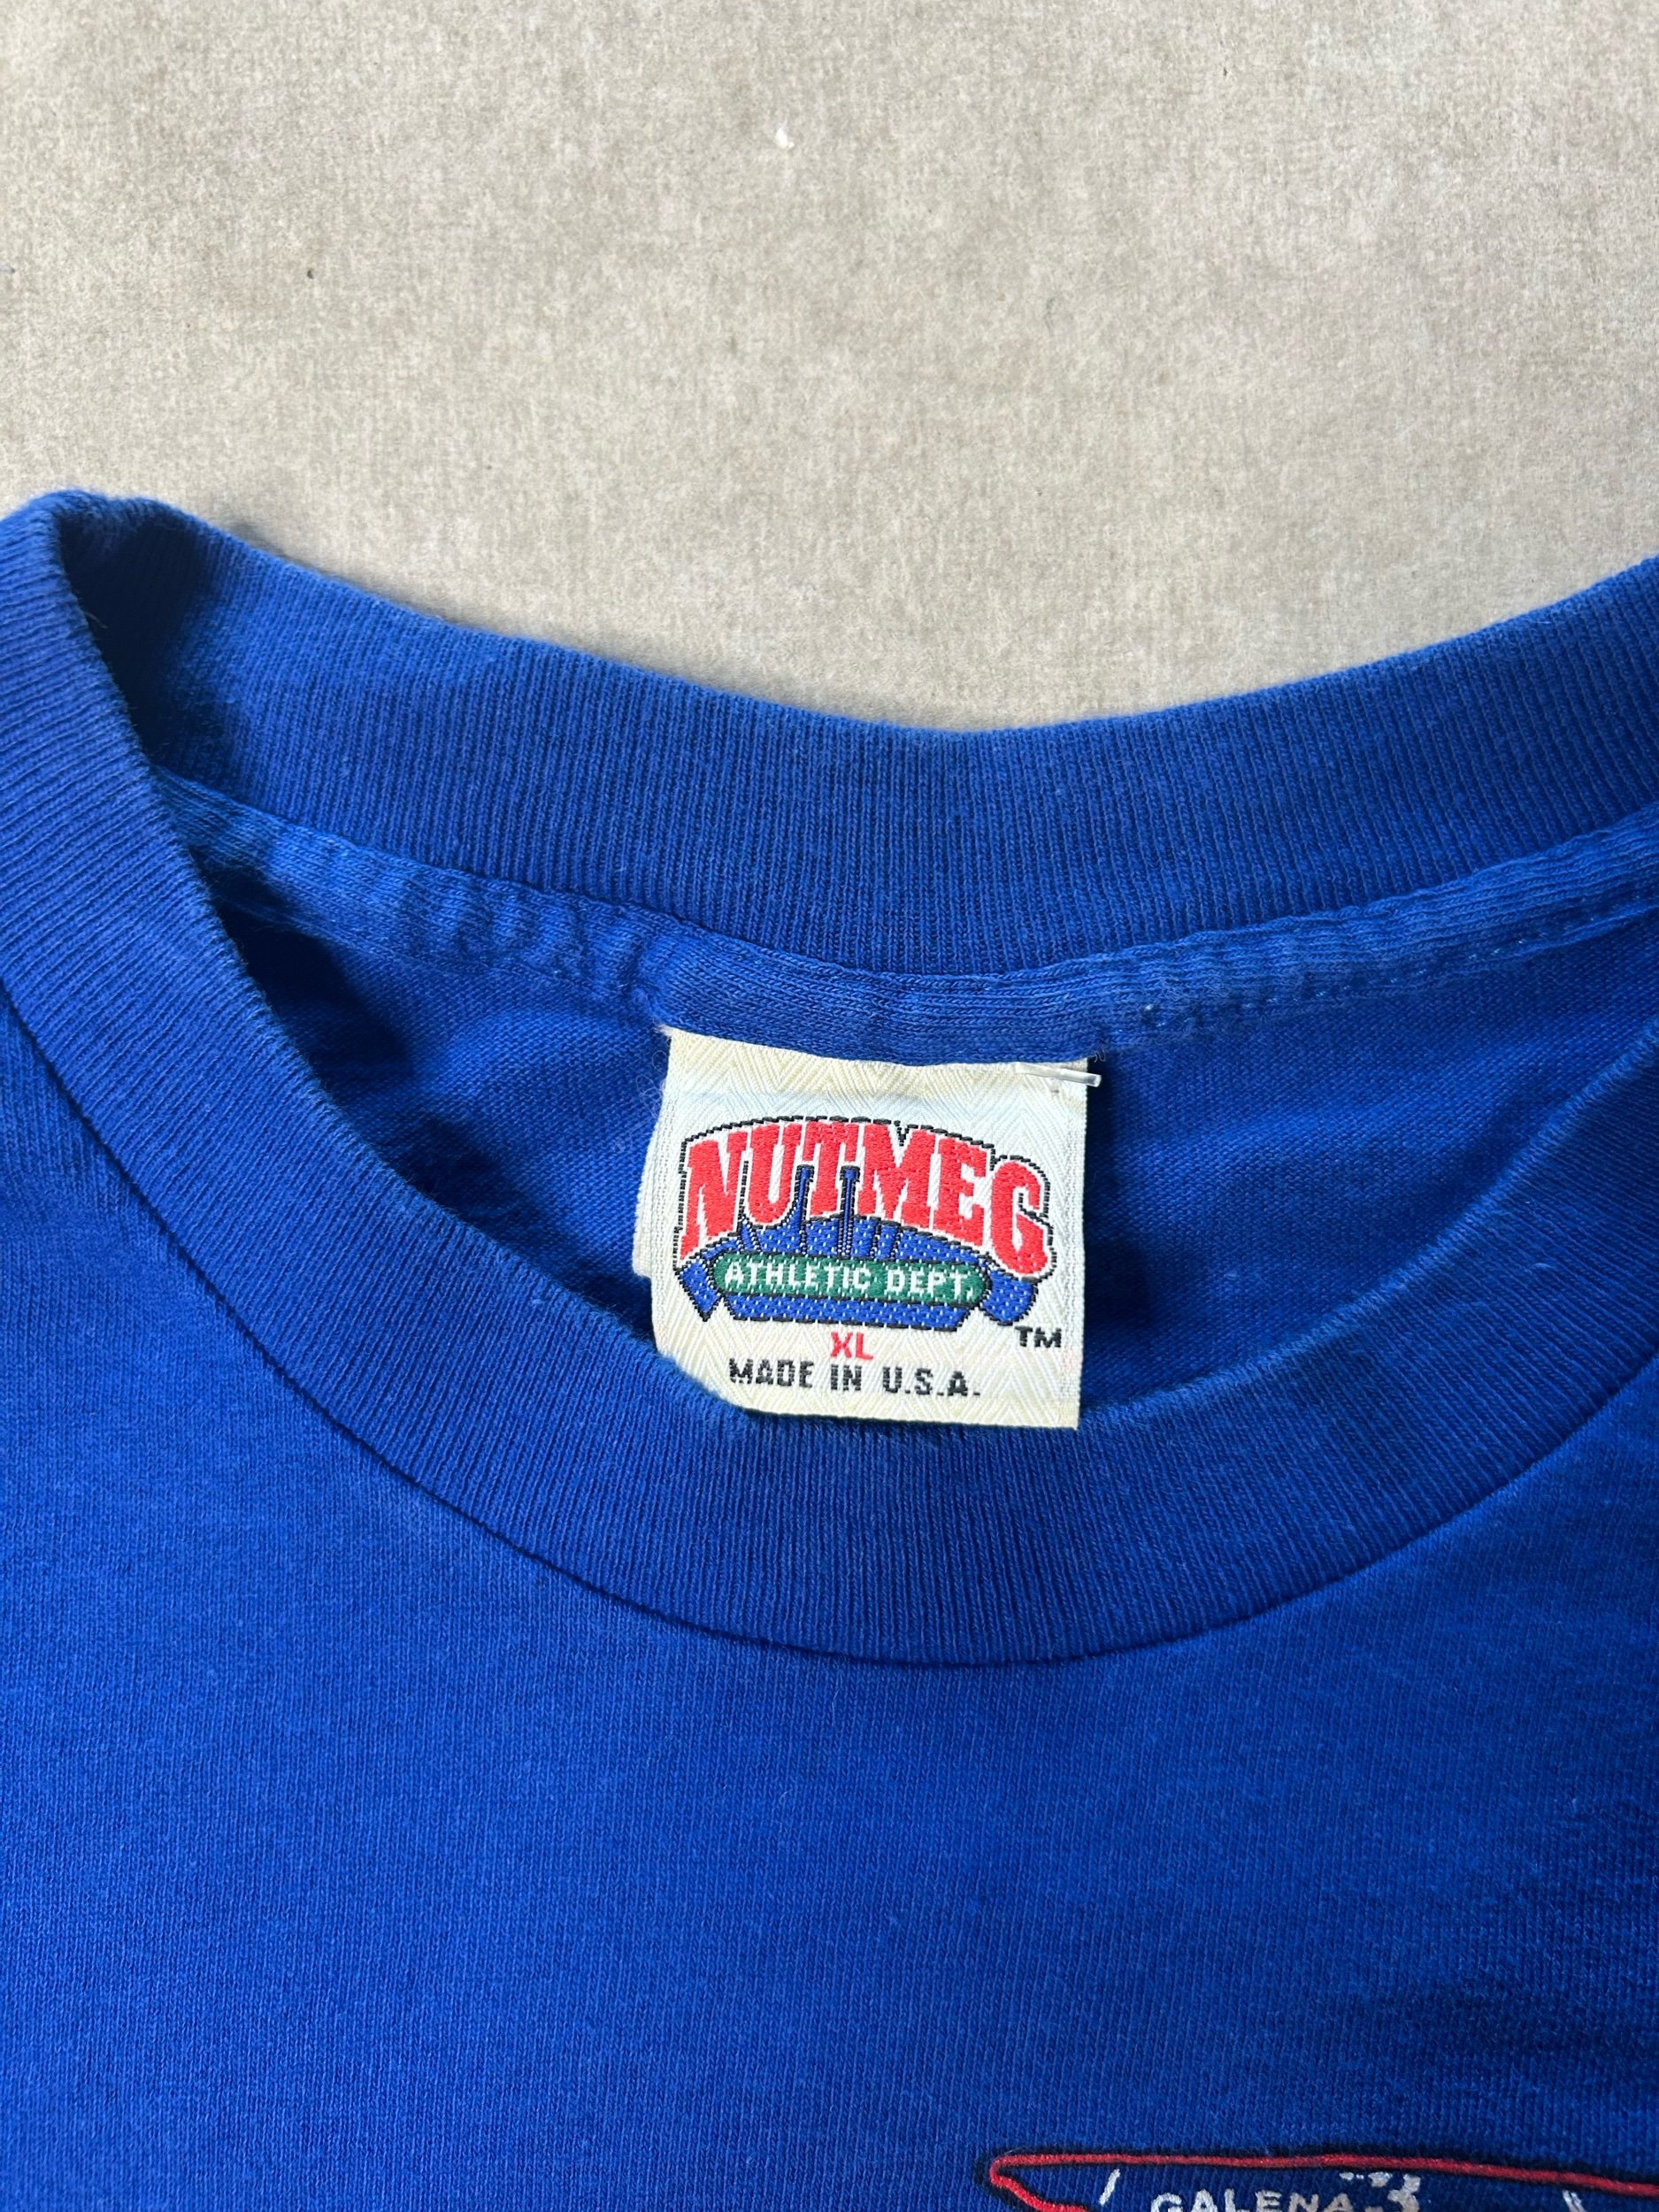 NUTMEG
ATHLETIC DEPT.
TM
XL
MADE IN U.S.A.
GALENA